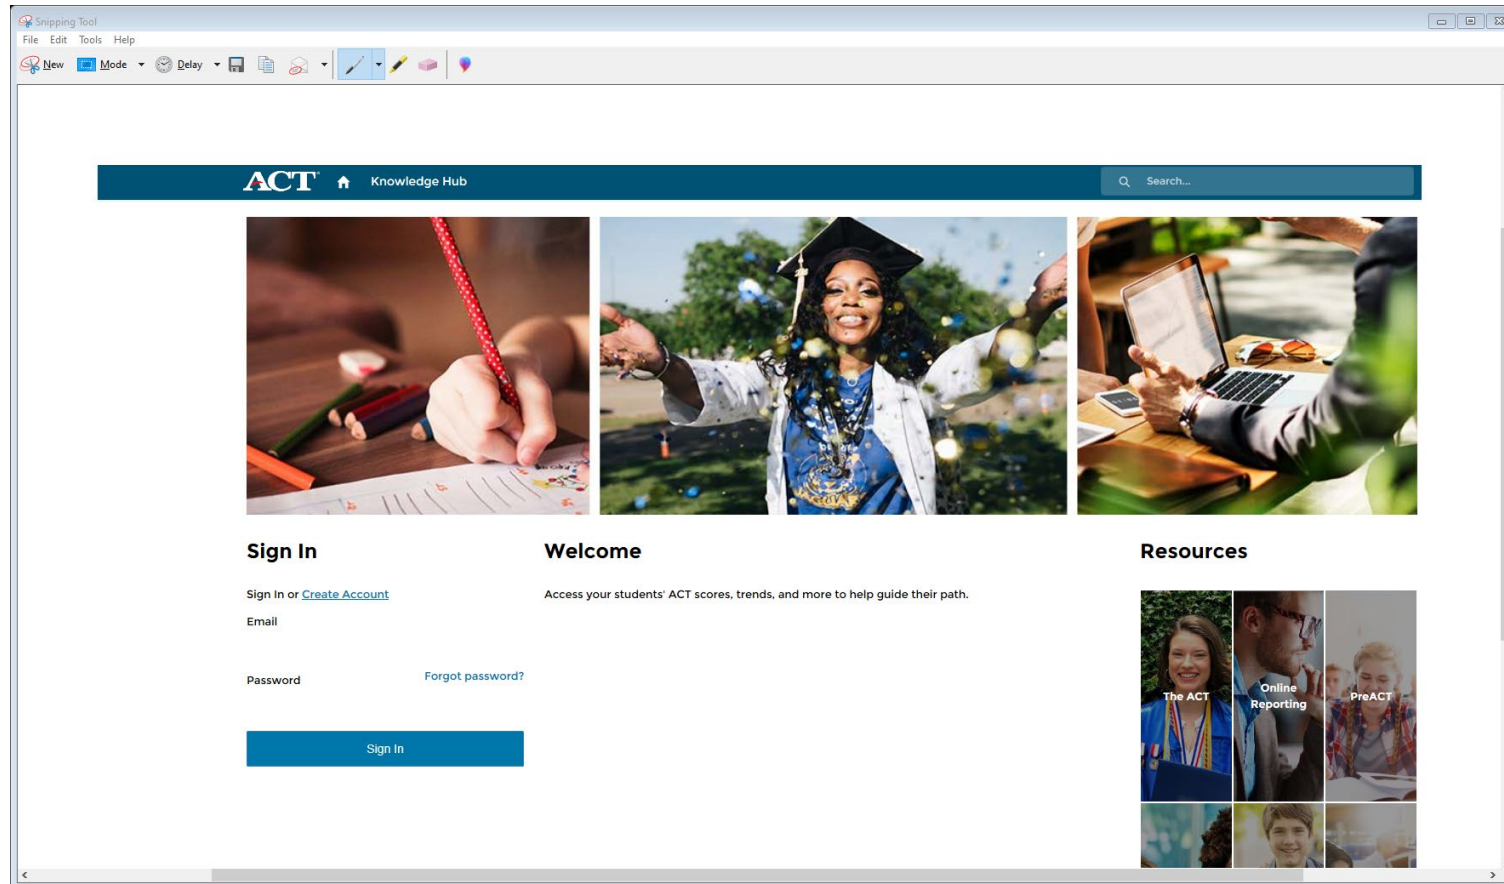 Snipping Tool
File Edit Tools Help
New Mode Delay
ACT Knowledge Hub Search...
Sign In
Sign In or Create Account
Email
Password Forgot password?
Sign In
Welcome
Access your students' ACT scores, trends, and more to help guide their path.
Resources
The ACT
Online
Reporting
PreACT